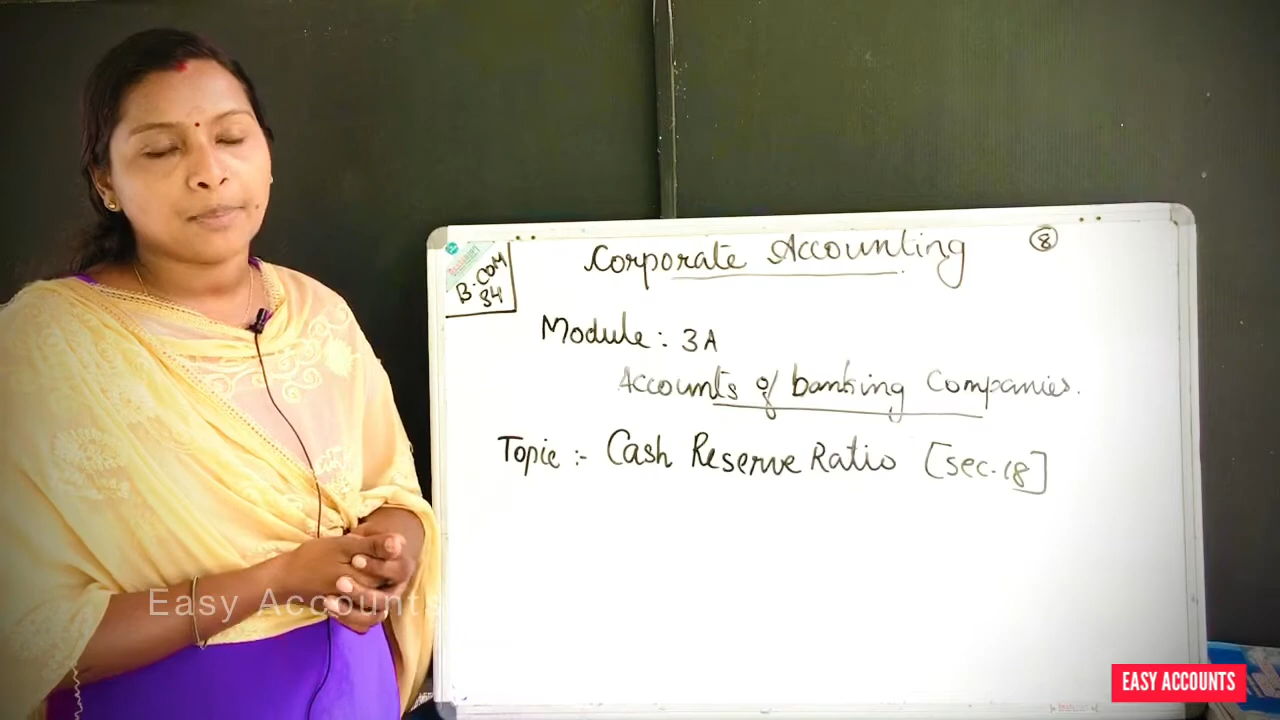 Corporate Accounting
8
B.COM
S4
Module : 3A
Accounts of banking Companies.
Topic :- Cash Reserve Ratio [Sec. 18]
Easy Accounts
EASY ACCOUNTS